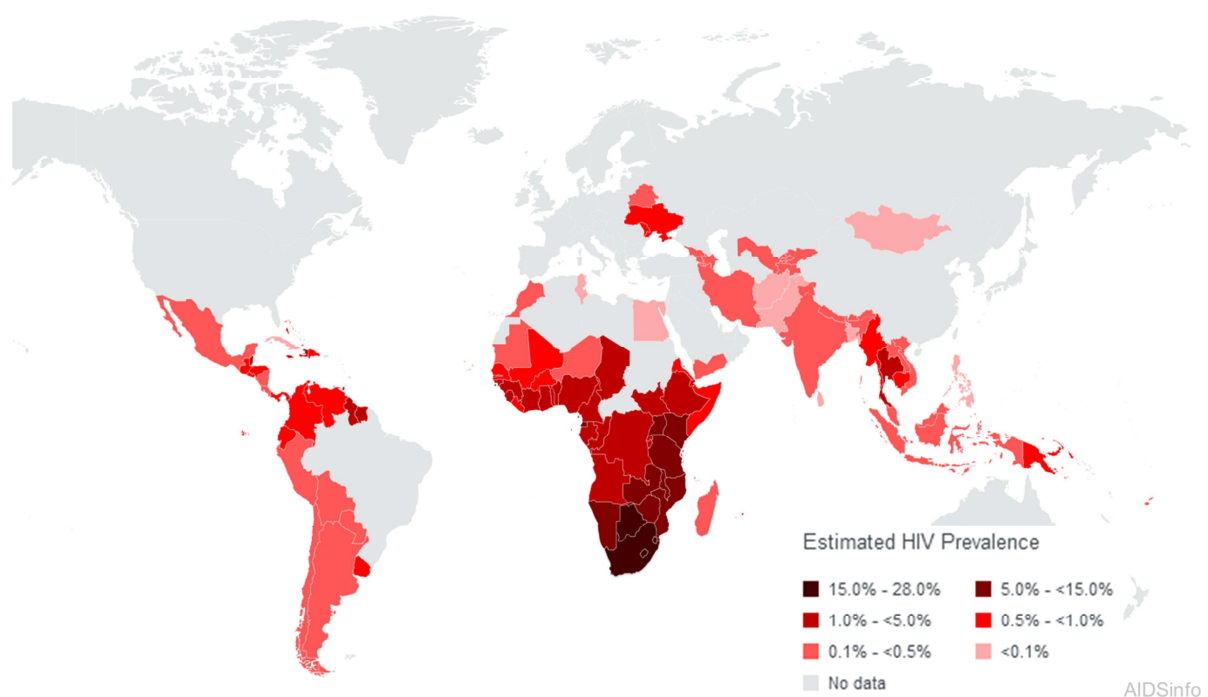 Estimated HIV Prevalence
15.0% - 28.0%
5.0% - <15.0%
1.0% - <5.0%
0.5% - <1.0%
0.1% - <0.5%
<0.1%
No data
AIDSinfo